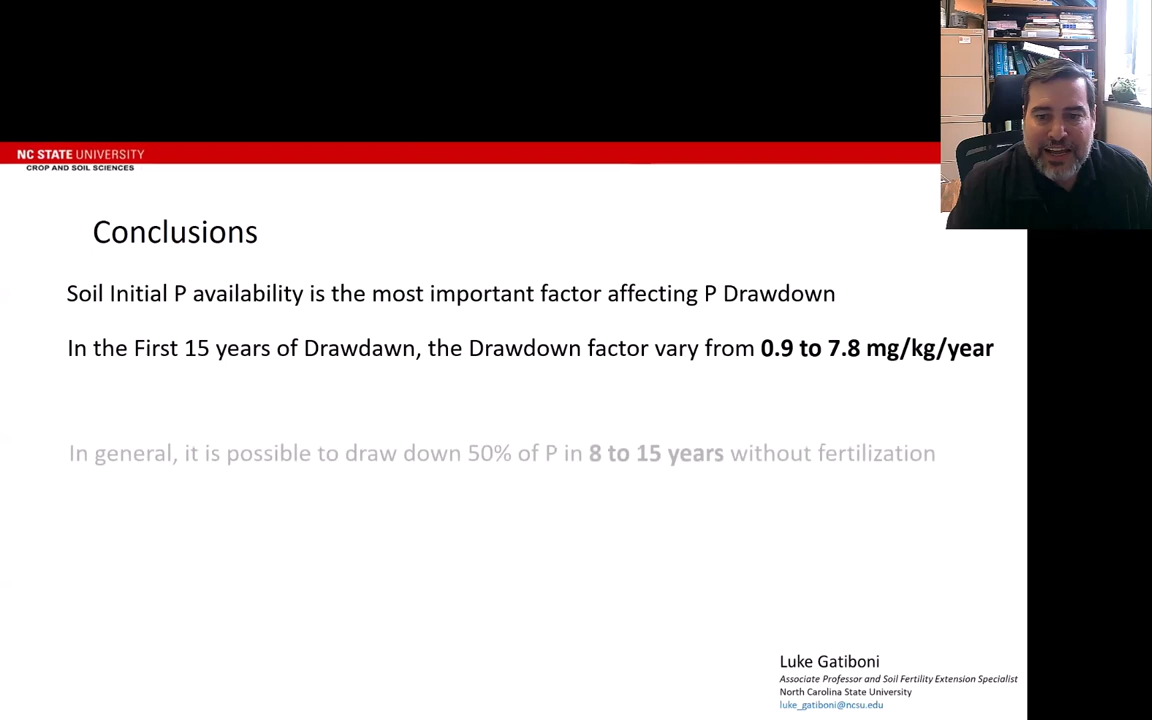 NC STATE UNIVERSITY
CROP AND SOIL SCIENCES
Conclusions
Soil Initial P availability is the most important factor affecting P Drawdown
In the First 15 years of Drawdawn, the Drawdown factor vary from 0.9 to 7.8 mg/kg/year
In general, it is possible to draw down 50% of P in 8 to 15 years without fertilization
Luke Gatiboni
Associate Professor and Soil Fertility Extension Specialist
North Carolina State University
luke_gatiboni@ncsu.edu